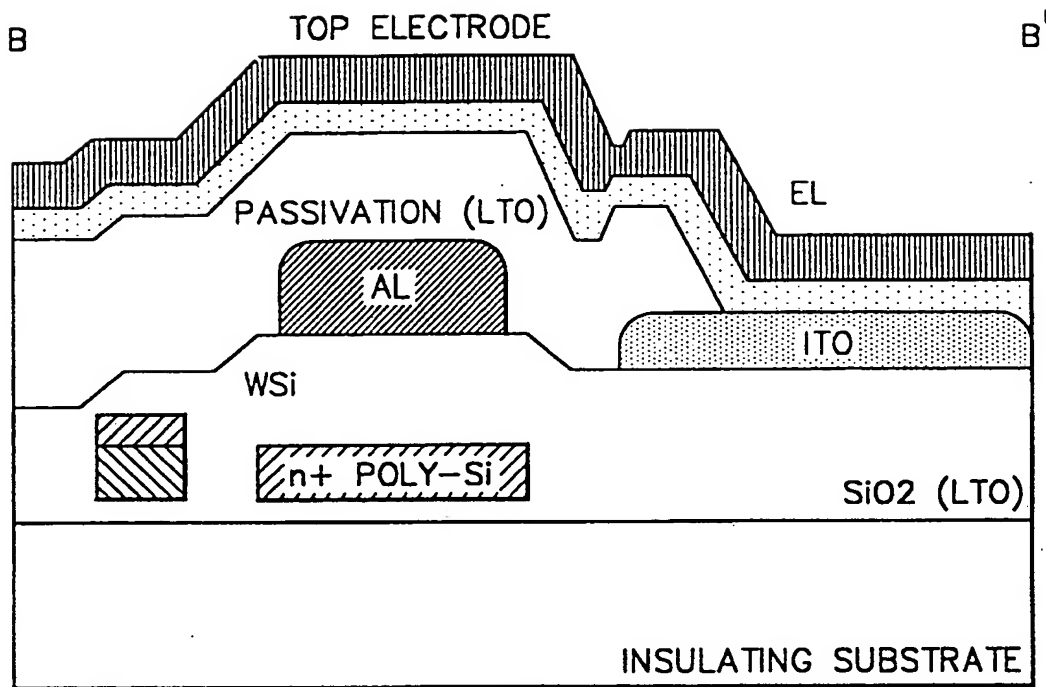 B
TOP ELECTRODE
B'
EL
PASSIVATION (LTO)
AL
ITO
WSi
n+ POLY-Si
SiO2 (LTO)
INSULATING SUBSTRATE